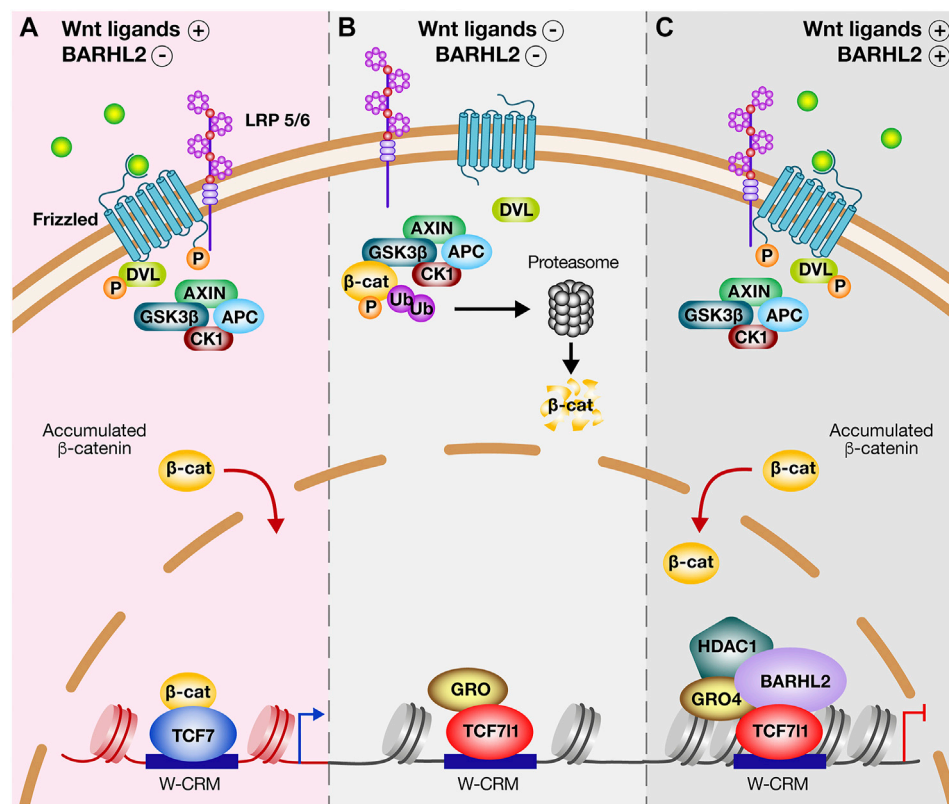 A
Wnt ligands +
BARHL2 -
LRP 5/6
Frizzled
DVL
P
P
AXIN
GSK3β
APC
CK1
Accumulated
β-catenin
β-cat
β-cat
TCF7
W-CRM
B
Wnt ligands -
BARHL2 -
DVL
AXIN
GSK3β
APC
CK1
β-cat
P
Ub
Ub
Proteasome
β-cat
GRO
TCF7l1
W-CRM
C
Wnt ligands +
BARHL2 +
P
DVL
P
AXIN
GSK3β
APC
CK1
Accumulated
β-catenin
β-cat
β-cat
HDAC1
BARHL2
GRO4
TCF7l1
W-CRM